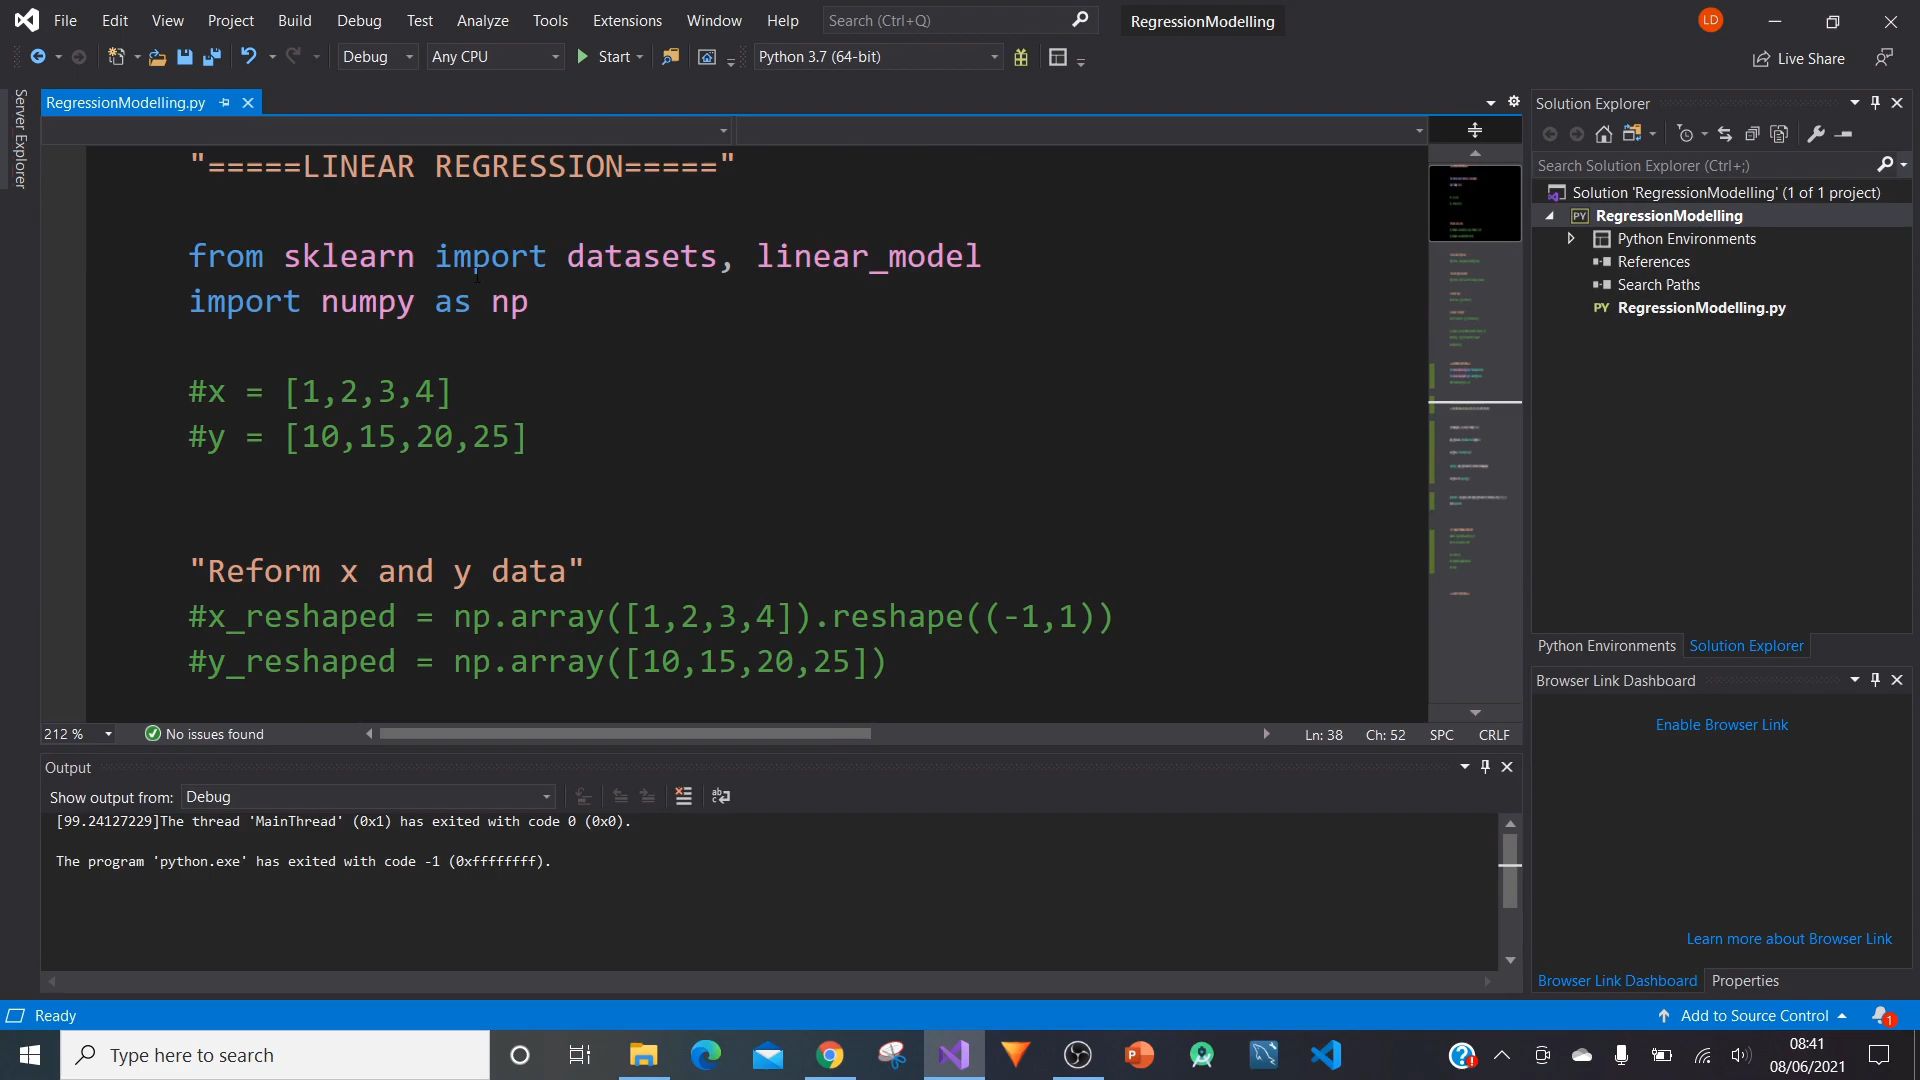 File Edit View Project Build Debug Test Analyze Tools Extensions Window Help Search (Ctrl+Q) RegressionModelling LD
Debug Any CPU Start Python 3.7 (64-bit) Live Share
Server Explorer
RegressionModelling.py
"=====LINEAR REGRESSION====="
from sklearn import datasets, linear_model
import numpy as np
#x = [1,2,3,4]
#y = [10,15,20,25]
"Reform x and y data"
#x_reshaped = np.array([1,2,3,4]).reshape((-1,1))
#y_reshaped = np.array([10,15,20,25])
212 % No issues found Ln: 38 Ch: 52 SPC CRLF
Output
Show output from: Debug
[99.24127229]The thread 'MainThread' (0x1) has exited with code 0 (0x0).
The program 'python.exe' has exited with code -1 (0xffffffff).
Solution Explorer
Search Solution Explorer (Ctrl+;)
Solution 'RegressionModelling' (1 of 1 project)
PY RegressionModelling
Python Environments
References
Search Paths
PY RegressionModelling.py
Python Environments Solution Explorer
Browser Link Dashboard
Enable Browser Link
Learn more about Browser Link
Browser Link Dashboard Properties
Ready Add to Source Control 1
Type here to search
08:41
08/06/2021